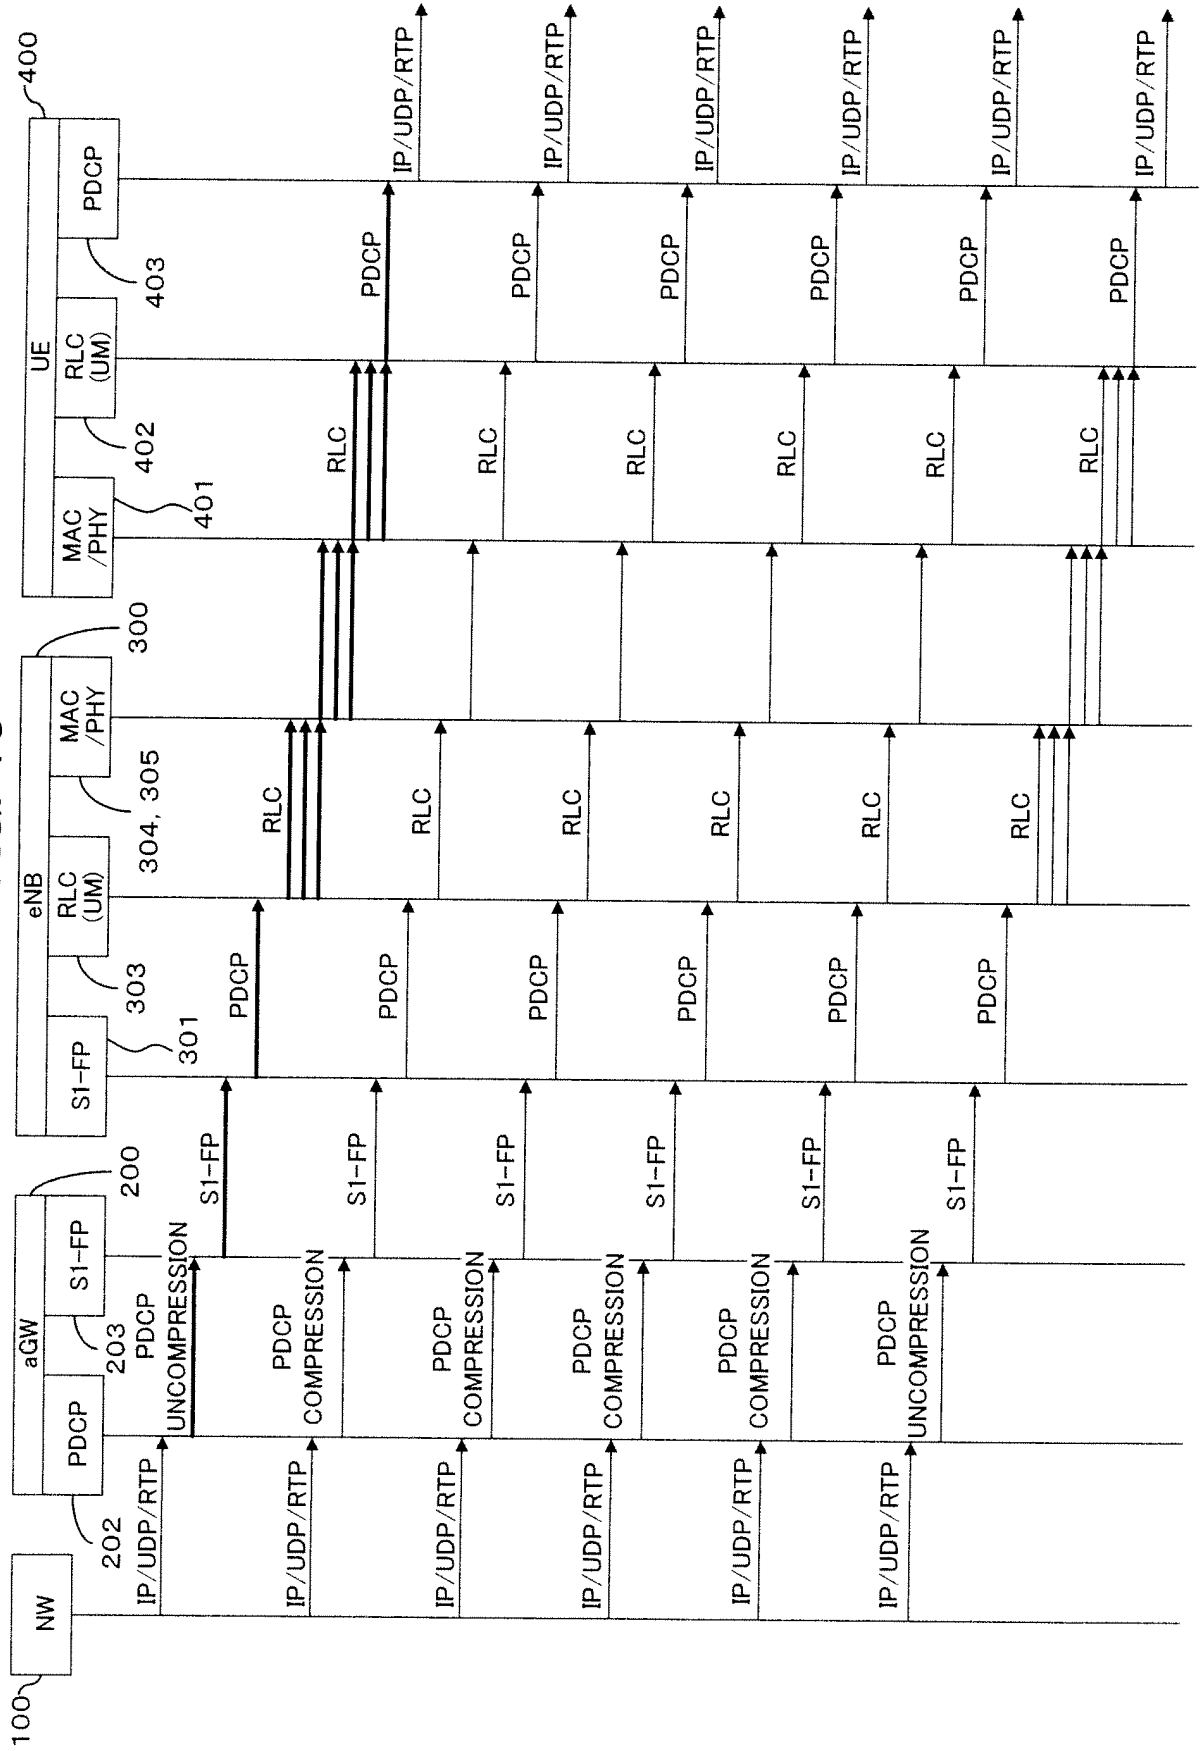 100
NW
aGW
200
202
PDCP
203
S1-FP
eNB
300
S1-FP
301
303
RLC
(UM)
304, 305
MAC
/PHY
UE
400
MAC
/PHY
401
402
RLC
(UM)
403
PDCP
IP/UDP/RTP
PDCP
UNCOMPRESSION
S1-FP
PDCP
RLC
RLC
PDCP
IP/UDP/RTP
IP/UDP/RTP
PDCP
COMPRESSION
S1-FP
PDCP
RLC
RLC
PDCP
IP/UDP/RTP
IP/UDP/RTP
PDCP
COMPRESSION
S1-FP
PDCP
RLC
RLC
PDCP
IP/UDP/RTP
IP/UDP/RTP
PDCP
COMPRESSION
S1-FP
PDCP
RLC
RLC
PDCP
IP/UDP/RTP
IP/UDP/RTP
PDCP
COMPRESSION
S1-FP
PDCP
RLC
RLC
PDCP
IP/UDP/RTP
IP/UDP/RTP
PDCP
UNCOMPRESSION
S1-FP
PDCP
RLC
RLC
PDCP
IP/UDP/RTP